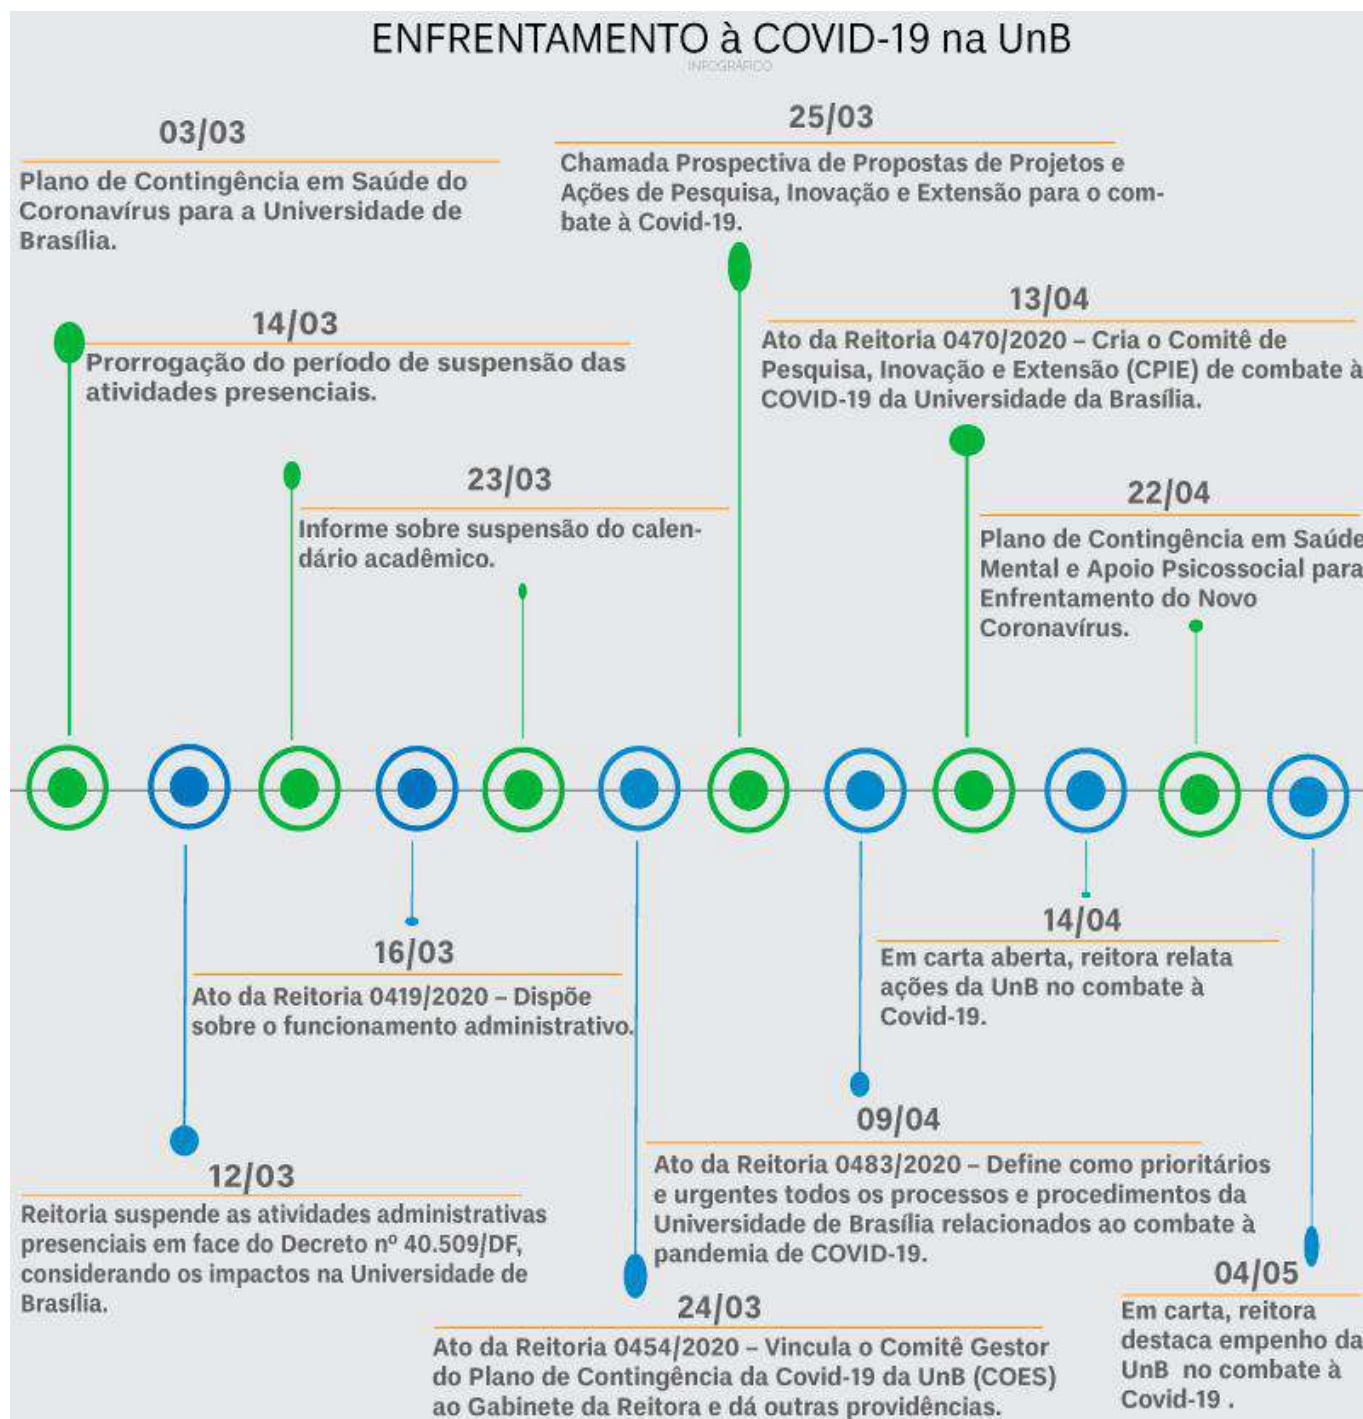 ENFRENTAMENTO à COVID-19 na UnB
INFOGRÁFICO
03/03
Plano de Contingência em Saúde do
Coronavírus para a Universidade de
Brasília.
25/03
Chamada Prospectiva de Propostas de Projetos e
Ações de Pesquisa, Inovação e Extensão para o com-
bate à Covid-19.
14/03
Prorrogação do período de suspensão das
atividades presenciais.
13/04
Ato da Reitoria 0470/2020 – Cria o Comitê de
Pesquisa, Inovação e Extensão (CPIE) de combate à
COVID-19 da Universidade da Brasília.
23/03
Informe sobre suspensão do calen-
dário acadêmico.
22/04
Plano de Contingência em Saúde
Mental e Apoio Psicossocial para
Enfrentamento do Novo
Coronavírus.
16/03
Ato da Reitoria 0419/2020 – Dispõe
sobre o funcionamento administrativo.
14/04
Em carta aberta, reitora relata
ações da UnB no combate à
Covid-19.
12/03
Reitoria suspende as atividades administrativas
presenciais em face do Decreto nº 40.509/DF,
considerando os impactos na Universidade de
Brasília.
09/04
Ato da Reitoria 0483/2020 – Define como prioritários
e urgentes todos os processos e procedimentos da
Universidade de Brasília relacionados ao combate à
pandemia de COVID-19.
24/03
Ato da Reitoria 0454/2020 – Vincula o Comitê Gestor
do Plano de Contingência da Covid-19 da UnB (COES)
ao Gabinete da Reitora e dá outras providências.
04/05
Em carta, reitora
destaca empenho da
UnB no combate à
Covid-19 .